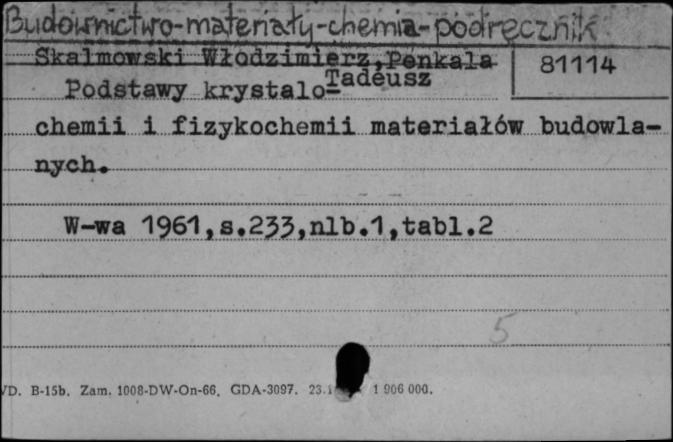 Budownictwo-materiały-chemia-podręcznik
Skalmowski Włodzimierz, Penkala
Tadeusz
81114
Podstawy krystalo-
chemii i fizykochemii materiałów budowla-
nych.
W-wa 1961,s.233,nlb.1,tabl.2
5
VD. B-15b. Zam. 1008-DW-On-66. GDA-3097. 1 906 000.